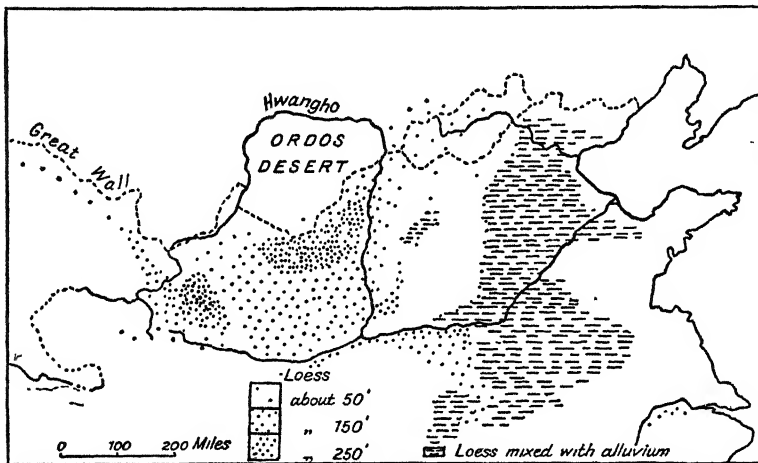 Hwangho
ORDOS
DESERT
Great Wall
Loess
about 50'
" 150'
" 250'
0 100 200 Miles
Loess mixed with alluvium